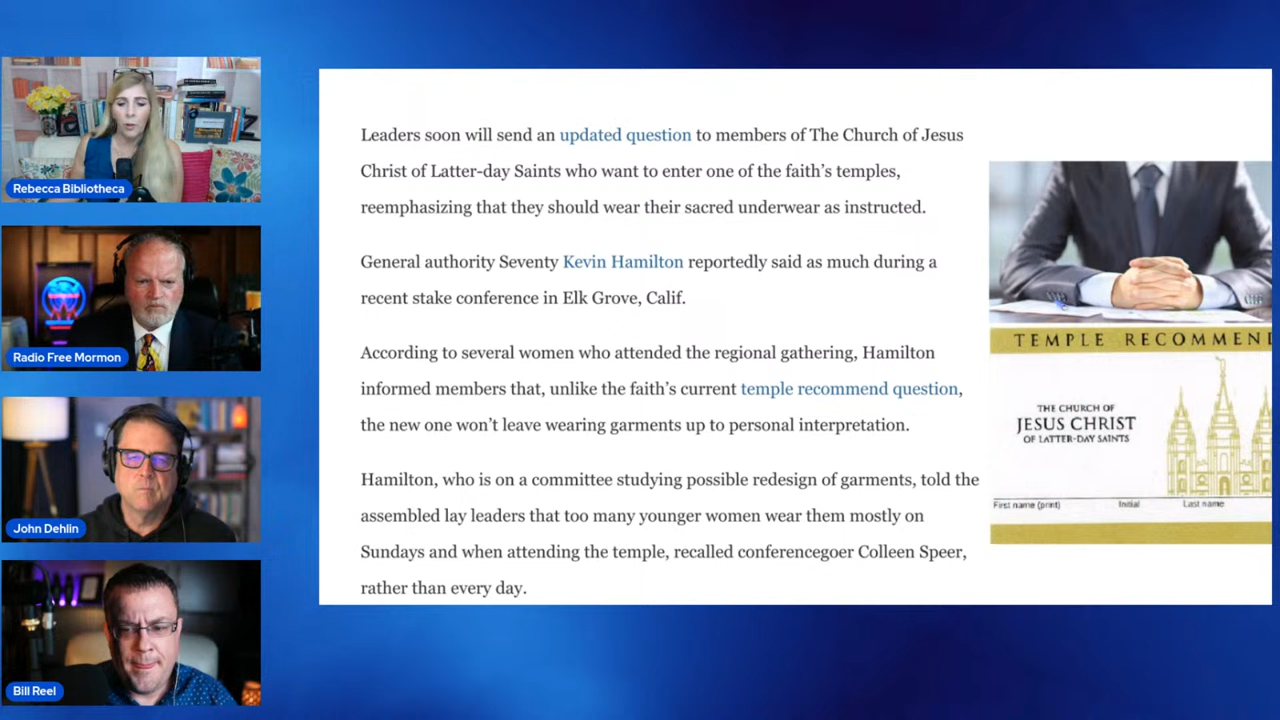 Rebecca Bibliotheca
Radio Free Mormon
John Dehlin
Bill Reel
Leaders soon will send an updated question to members of The Church of Jesus
Christ of Latter-day Saints who want to enter one of the faith’s temples,
reemphasizing that they should wear their sacred underwear as instructed.
General authority Seventy Kevin Hamilton reportedly said as much during a
recent stake conference in Elk Grove, Calif.
According to several women who attended the regional gathering, Hamilton
informed members that, unlike the faith’s current temple recommend question,
the new one won’t leave wearing garments up to personal interpretation.
Hamilton, who is on a committee studying possible redesign of garments, told the
assembled lay leaders that too many younger women wear them mostly on
Sundays and when attending the temple, recalled conferencegoer Colleen Speer,
rather than every day.
TEMPLE RECOMMEND
THE CHURCH OF
JESUS CHRIST
OF LATTER-DAY SAINTS
First name (print) Initial Last name